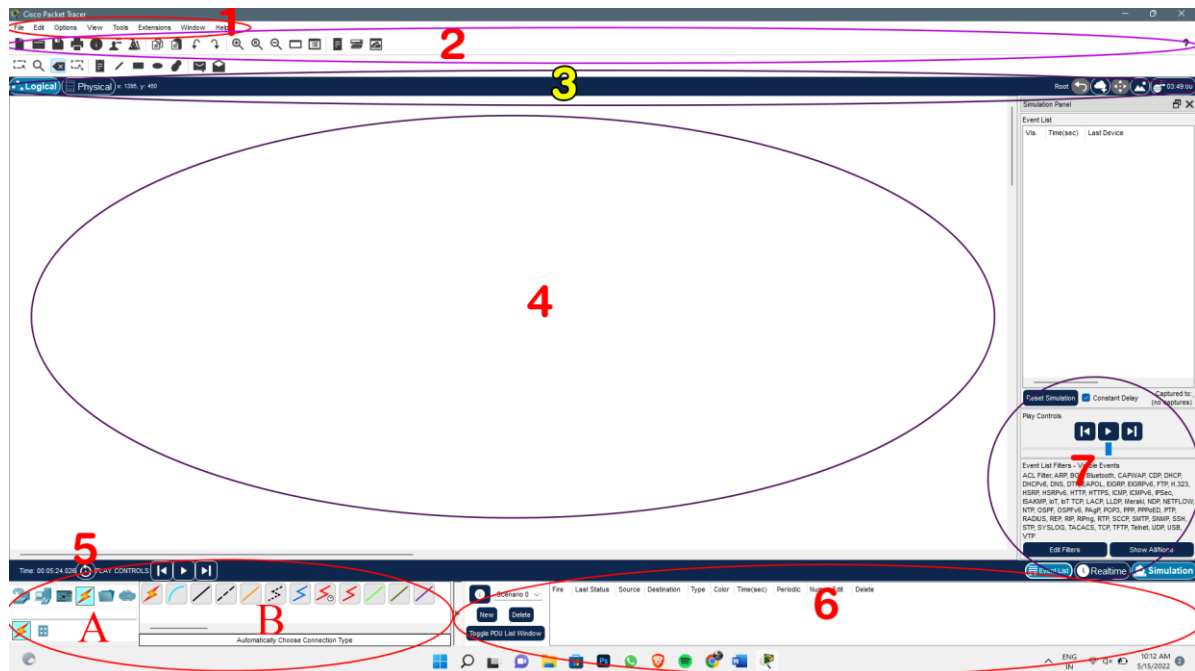 Cisco Packet Tracer
File Edit Options View Tools Extensions Window Help
1
2
?
Logical Physical x: 1395, y: 450
3
Root 03:49:00
Simulation Panel
Event List
Vis. Time(sec) Last Device
4
Reset Simulation Constant Delay Captured to:
(no captures)
Play Controls
7
Event List Filters - Visible Events
ACL Filter, ARP, BGP, Bluetooth, CAPWAP, CDP, DHCP,
DHCPv6, DNS, DTP, EAPOL, EIGRP, EIGRPv6, FTP, H.323,
HSRP, HSRPv6, HTTP, HTTPS, ICMP, ICMPv6, IPSec,
ISAKMP, IoT, IoT TCP, LACP, LLDP, Meraki, NDP, NETFLOW,
NTP, OSPF, OSPFv6, PAgP, POP3, PPP, PPPoED, PTP,
RADIUS, REP, RIP, RIPng, RTP, SCCP, SMTP, SNMP, SSH,
STP, SYSLOG, TACACS, TCP, TFTP, Telnet, UDP, USB,
VTP
Edit Filters Show All/None
5
Time: 00:05:24.026 PLAY CONTROLS:
Event List Realtime Simulation
A
B
Automatically Choose Connection Type
Scenario 0
New Delete
Toggle PDU List Window
Fire Last Status Source Destination Type Color Time(sec) Periodic Num Edit Delete
6
Ps
ENG
IN
10:12 AM
5/15/2022